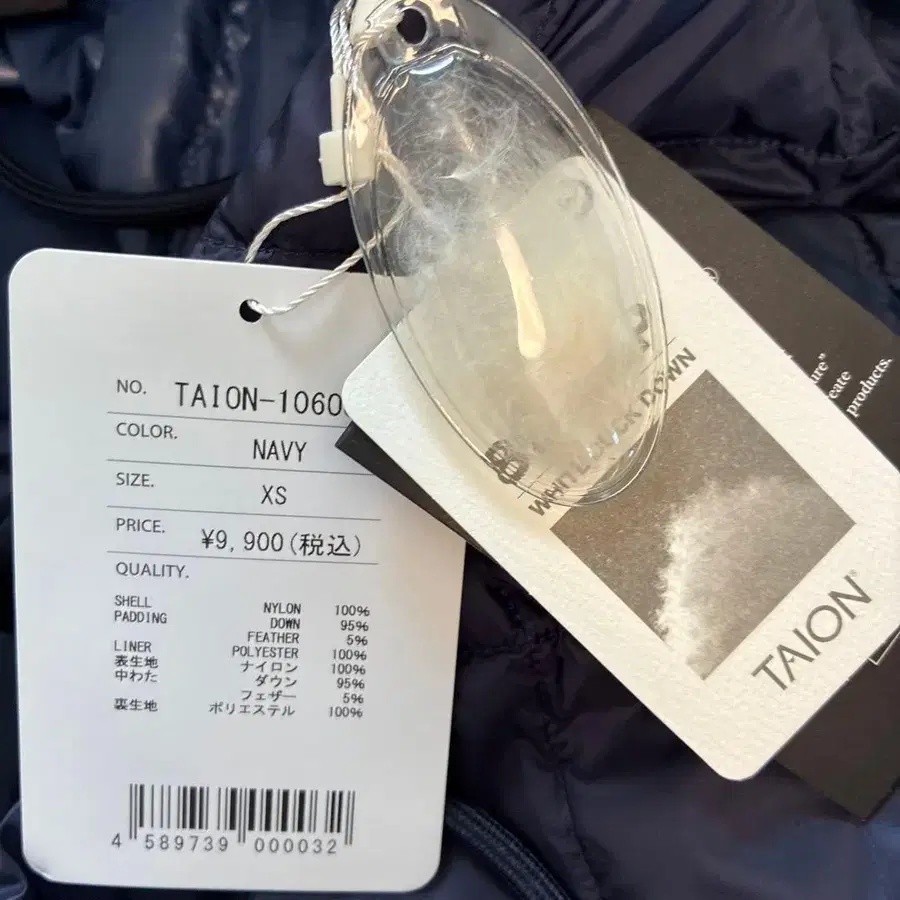 NO. TAION-1060
COLOR.
NAVY
SIZE.
XS
PRICE.
¥9,900(税込)
QUALITY.
SHELL NYLON 100%
PADDING DOWN 95%
FEATHER 5%
LINER POLYESTER 100%
表生地 ナイロン 100%
中わた ダウン 95%
フェザー 5%
裏生地 ポリエステル 100%
4 589739 000032
WHITE DUCK DOWN
TAION®
products.